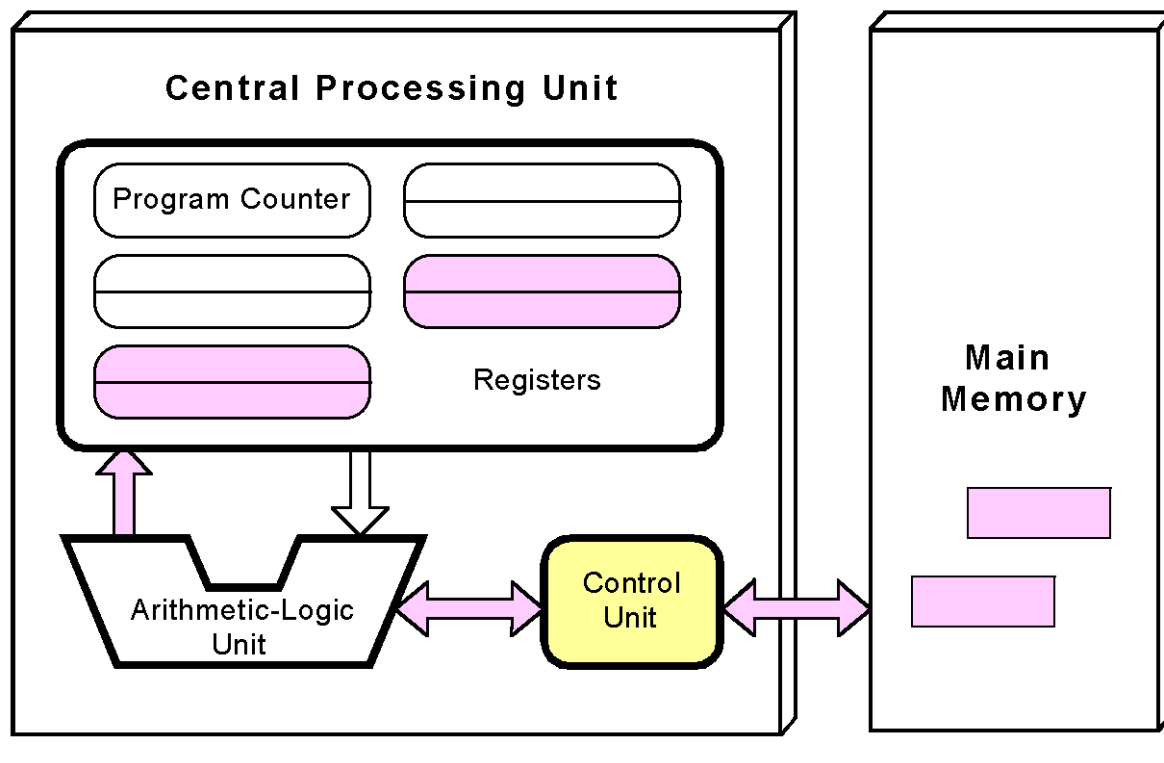 Central Processing Unit
Program Counter
Registers
Arithmetic-Logic
Unit
Control
Unit
Main
Memory